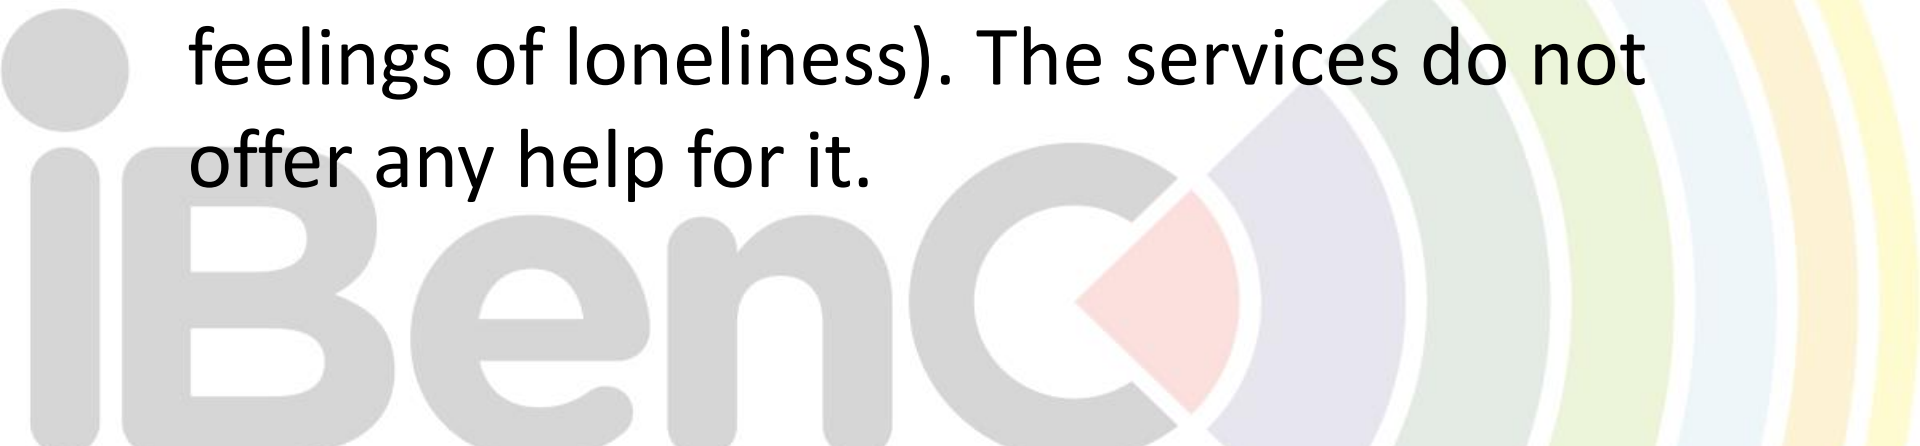 feelings of loneliness). The services do not
offer any help for it.
iBenC